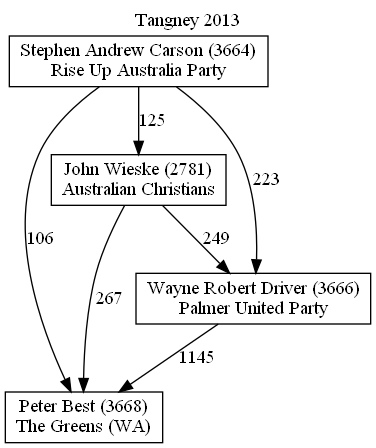 Tangney 2013
Stephen Andrew Carson (3664)
Rise Up Australia Party
125
John Wieske (2781)
Australian Christians
223
106
249
267
Wayne Robert Driver (3666)
Palmer United Party
1145
Peter Best (3668)
The Greens (WA)